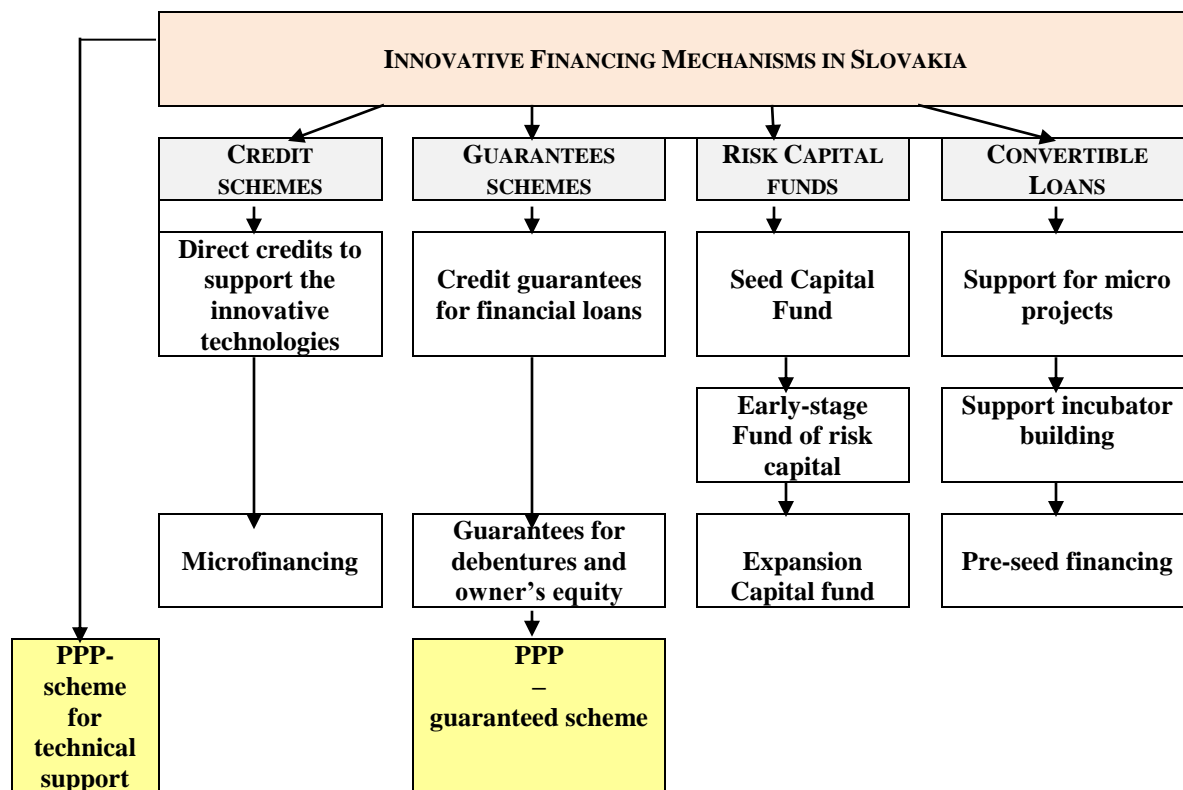 INNOVATIVE FINANCING MECHANISMS IN SLOVAKIA
CREDIT
SCHEMES
GUARANTEES
SCHEMES
RISK CAPITAL
FUNDS
CONVERTIBLE
LOANS
Direct credits to
support the
innovative
technologies
Credit guarantees
for financial loans
Seed Capital
Fund
Support for micro
projects
Early-stage
Fund of risk
capital
Support incubator
building
Microfinancing
Guarantees for
debentures and
owner’s equity
Expansion
Capital fund
Pre-seed financing
PPP-
scheme
for
technical
support
PPP
–
guaranteed scheme